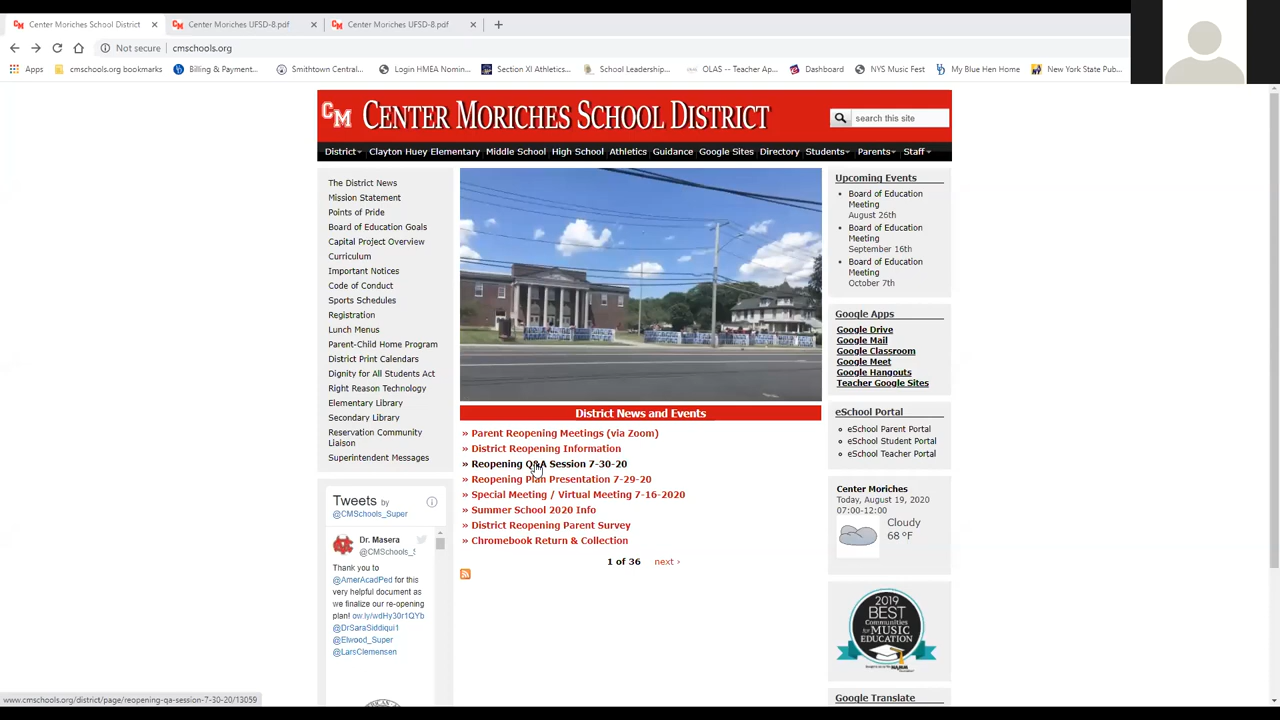 Center Moriches School District
Center Moriches UFSD-8.pdf
Center Moriches UFSD-8.pdf
Not secure
cmschools.org
Apps
cmschools.org bookmarks
Billing & Payment...
Smithtown Central...
Login HMEA Nomin...
Section XI Athletics...
School Leadership...
OLAS -- Teacher Ap...
Dashboard
NYS Music Fest
My Blue Hen Home
New York State Pub...
CM
CENTER MORICHES SCHOOL DISTRICT
search this site
District
Clayton Huey Elementary
Middle School
High School
Athletics
Guidance
Google Sites
Directory
Students
Parents
Staff
The District News
Mission Statement
Points of Pride
Board of Education Goals
Capital Project Overview
Curriculum
Important Notices
Code of Conduct
Sports Schedules
Registration
Lunch Menus
Parent-Child Home Program
District Print Calendars
Dignity for All Students Act
Right Reason Technology
Elementary Library
Secondary Library
Reservation Community
Liaison
Superintendent Messages
Tweets by
@CMSchools_Super
Dr. Masera
@CMSchools_S
Thank you to
@AmerAcadPed for this
very helpful document as
we finalize our re-opening
plan! ow.ly/wdHy30r1QYb
@DrSaraSiddiqui1
@Elwood_Super
@LarsClemensen
District News and Events
» Parent Reopening Meetings (via Zoom)
» District Reopening Information
» Reopening Q&A Session 7-30-20
» Reopening Plan Presentation 7-29-20
» Special Meeting / Virtual Meeting 7-16-2020
» Summer School 2020 Info
» District Reopening Parent Survey
» Chromebook Return & Collection
1 of 36 next ›
Upcoming Events
Board of Education
Meeting
August 26th
Board of Education
Meeting
September 16th
Board of Education
Meeting
October 7th
Google Apps
Google Drive
Google Mail
Google Classroom
Google Meet
Google Hangouts
Teacher Google Sites
eSchool Portal
eSchool Parent Portal
eSchool Student Portal
eSchool Teacher Portal
Center Moriches
Today, August 19, 2020
07:00-12:00
Cloudy
68 °F
2019
BEST
Communities
for MUSIC
EDUCATION
Google Translate
www.cmschools.org/district/page/reopening-qa-session-7-30-20/13059